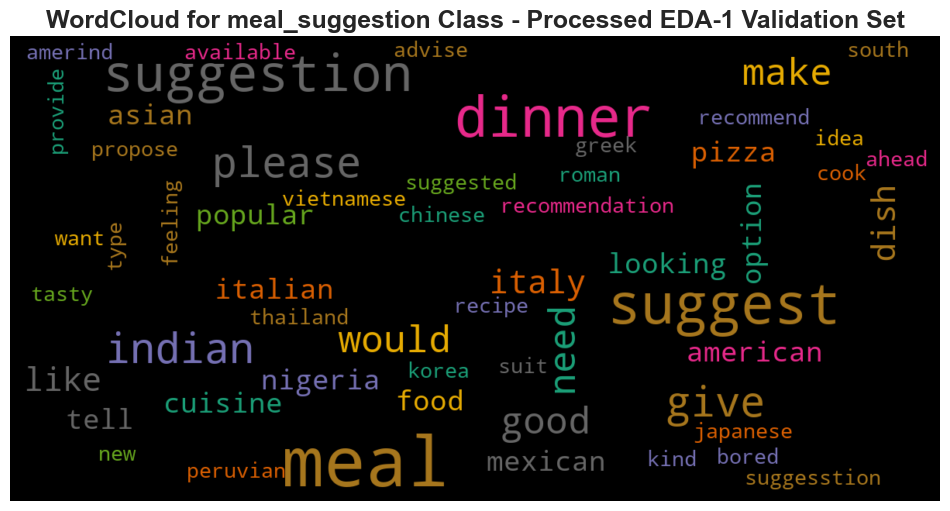 WordCloud for meal_suggestion Class - Processed EDA-1 Validation Set
amerind
available
advise
south
suggestion
make
provide
asian
dinner
recommend
idea
propose
please
greek
pizza
ahead
cook
roman
suggested
vietnamese
feeling
popular
chinese
recommendation
option
dish
want
type
looking
tasty
italian
italy
suggest
recipe
thailand
need
indian
would
american
suit
like
nigeria
korea
cuisine
food
give
tell
good
japanese
new
meal
mexican
kind
bored
peruvian
suggesstion